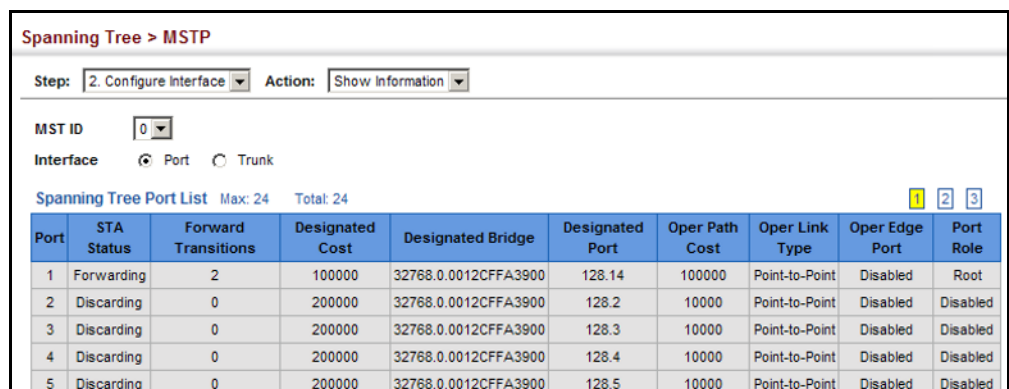 Spanning Tree > MSTP
Step: 2. Configure Interface Action: Show Information
MST ID 0
Interface Port Trunk
Spanning Tree Port List Max: 24 Total: 24 1 2 3
Port STA Status Forward Transitions Designated Cost Designated Bridge Designated Port Oper Path Cost Oper Link Type Oper Edge Port Port Role
1 Forwarding 2 100000 32768.0.0012CFFA3900 128.14 100000 Point-to-Point Disabled Root
2 Discarding 0 200000 32768.0.0012CFFA3900 128.2 10000 Point-to-Point Disabled Disabled
3 Discarding 0 200000 32768.0.0012CFFA3900 128.3 10000 Point-to-Point Disabled Disabled
4 Discarding 0 200000 32768.0.0012CFFA3900 128.4 10000 Point-to-Point Disabled Disabled
5 Discarding 0 200000 32768.0.0012CFFA3900 128.5 10000 Point-to-Point Disabled Disabled